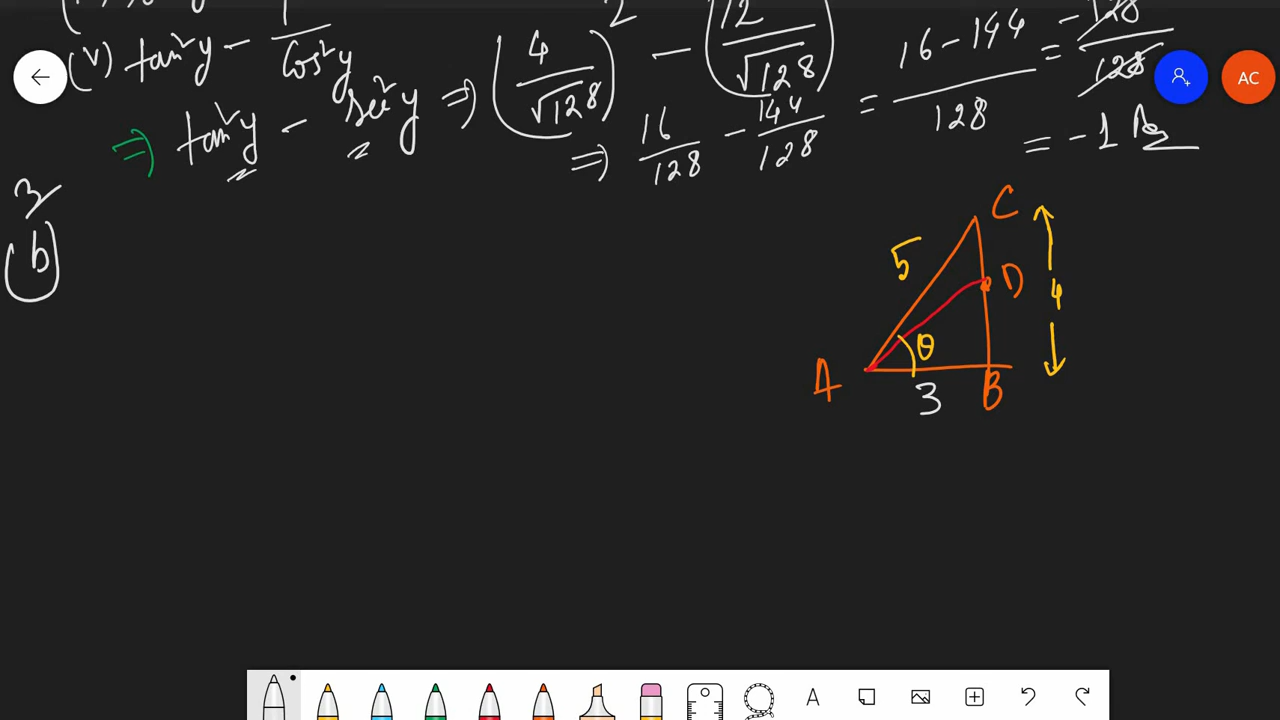 (v) tan²y - 1/cos²y
⇒ tan²y - sec²y ⇒ (4/√128)² - (12/√128)
⇒ 16/128 - 144/128 = 16-144/128 = -128/128
= -1
3
(b)
C
5
D
4
θ
A
3
B
AC
A